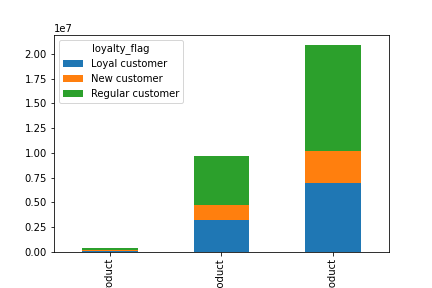 1e7
loyalty_flag
Loyal customer
New customer
Regular customer
2.00
1.75
1.50
1.25
1.00
0.75
0.50
0.25
0.00
oduct
oduct
oduct